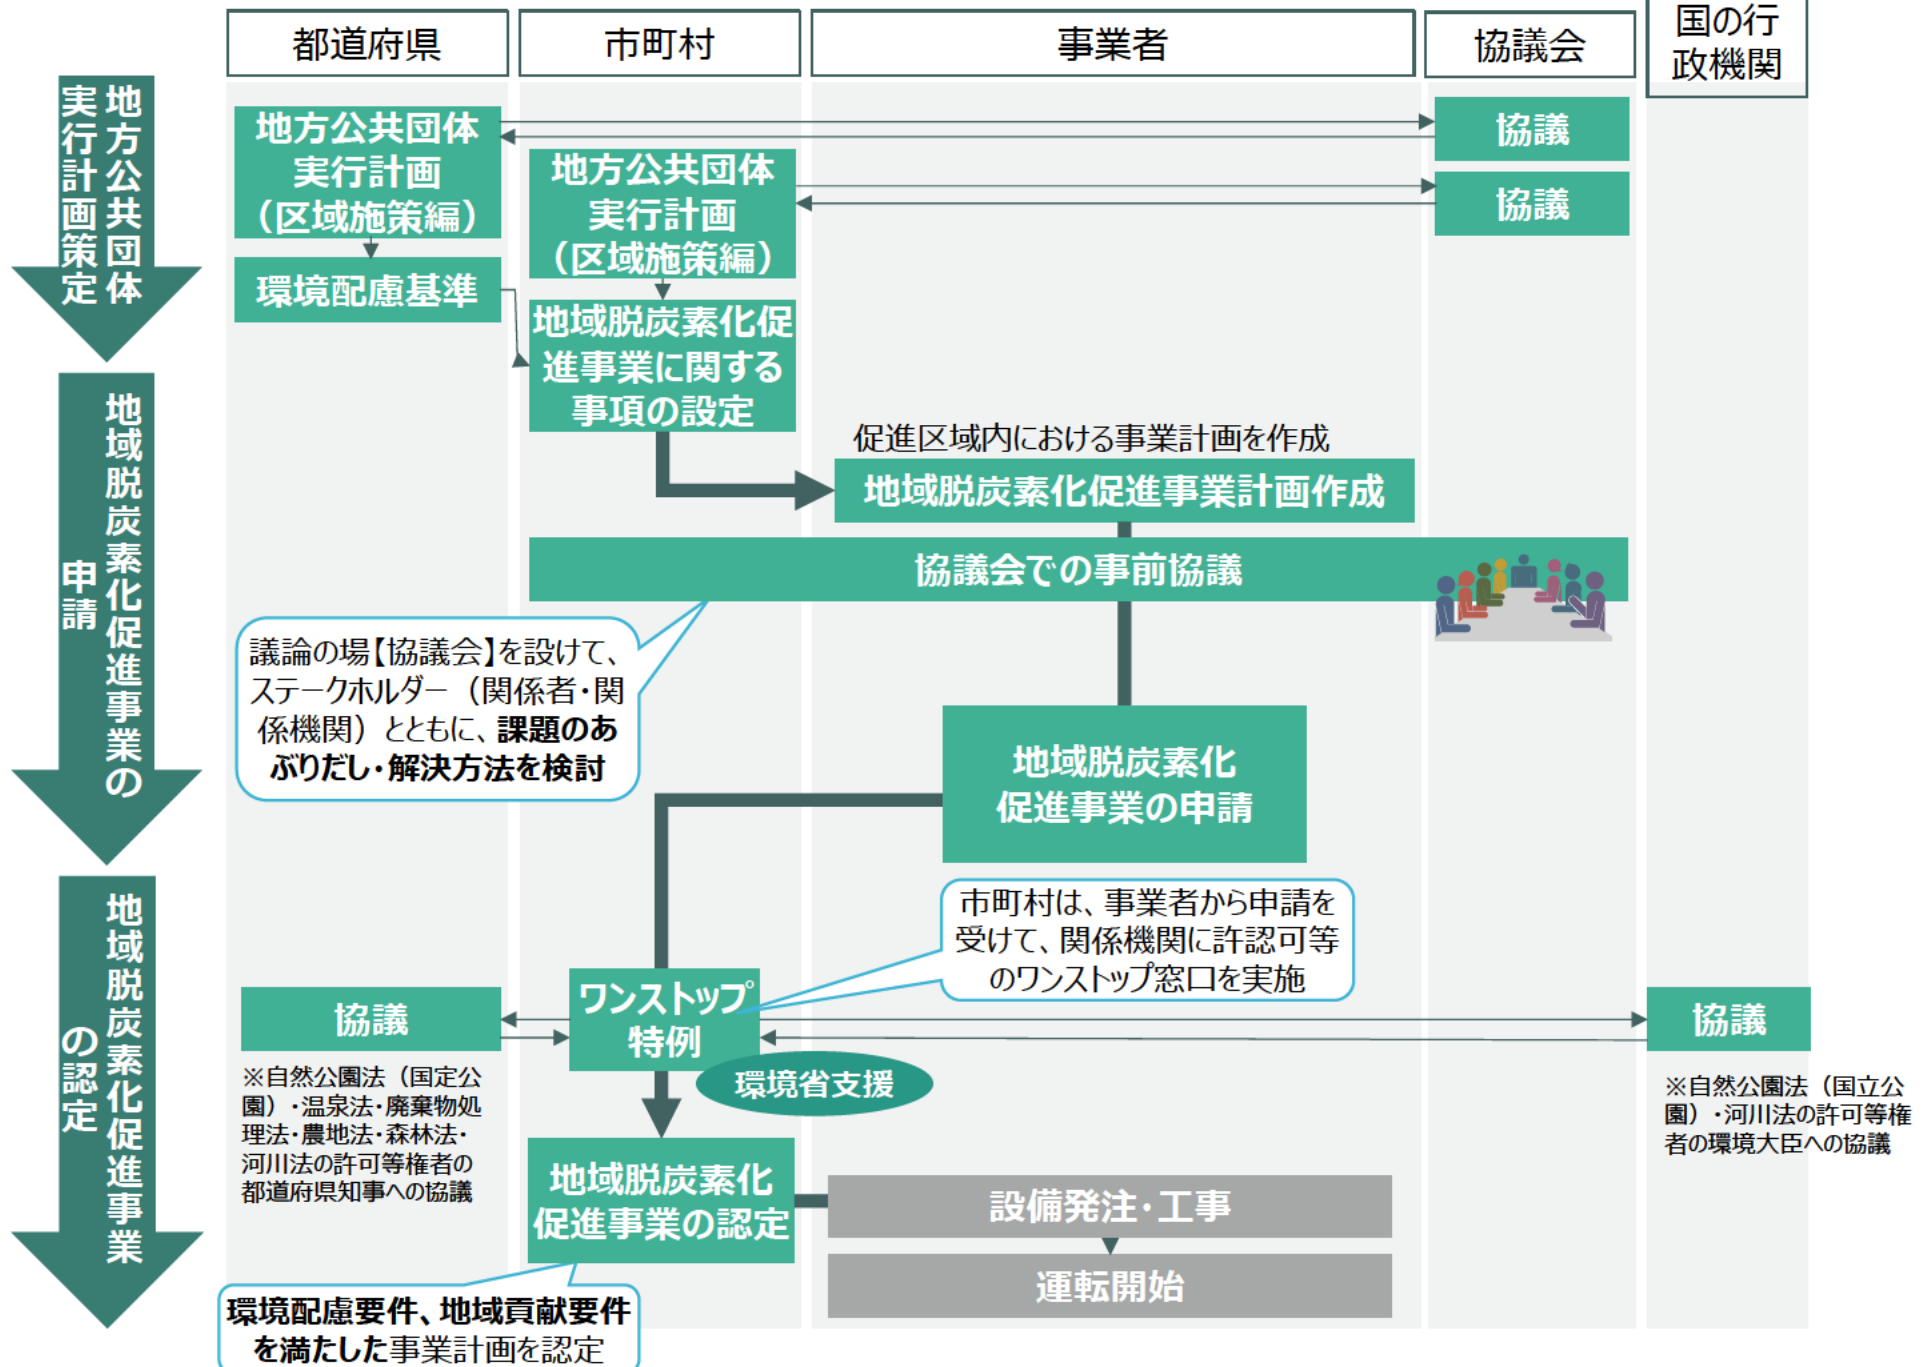 都道府県
市町村
事業者
協議会
国の行
政機関
地方公共団体
実行計画策定
地方公共団体
実行計画
（区域施策編）
環境配慮基準
地方公共団体
実行計画
（区域施策編）
地域脱炭素化促
進事業に関する
事項の設定
協議
協議
地域脱炭素化促進事業の
申請
促進区域内における事業計画を作成
地域脱炭素化促進事業計画作成
協議会での事前協議
議論の場【協議会】を設けて、
ステークホルダー（関係者・関
係機関）とともに、課題のあ
ぶりだし・解決方法を検討
地域脱炭素化
促進事業の申請
市町村は、事業者から申請を
受けて、関係機関に許認可等
のワンストップ窓口を実施
地域脱炭素化促進事業
の認定
協議
※自然公園法（国定公
園）・温泉法・廃棄物処
理法・農地法・森林法・
河川法の許可等権者の
都道府県知事への協議
ワンストップ
特例
環境省支援
協議
※自然公園法（国立公
園）・河川法の許可等権
者の環境大臣への協議
地域脱炭素化
促進事業の認定
設備発注・工事
運転開始
環境配慮要件、地域貢献要件
を満たした事業計画を認定